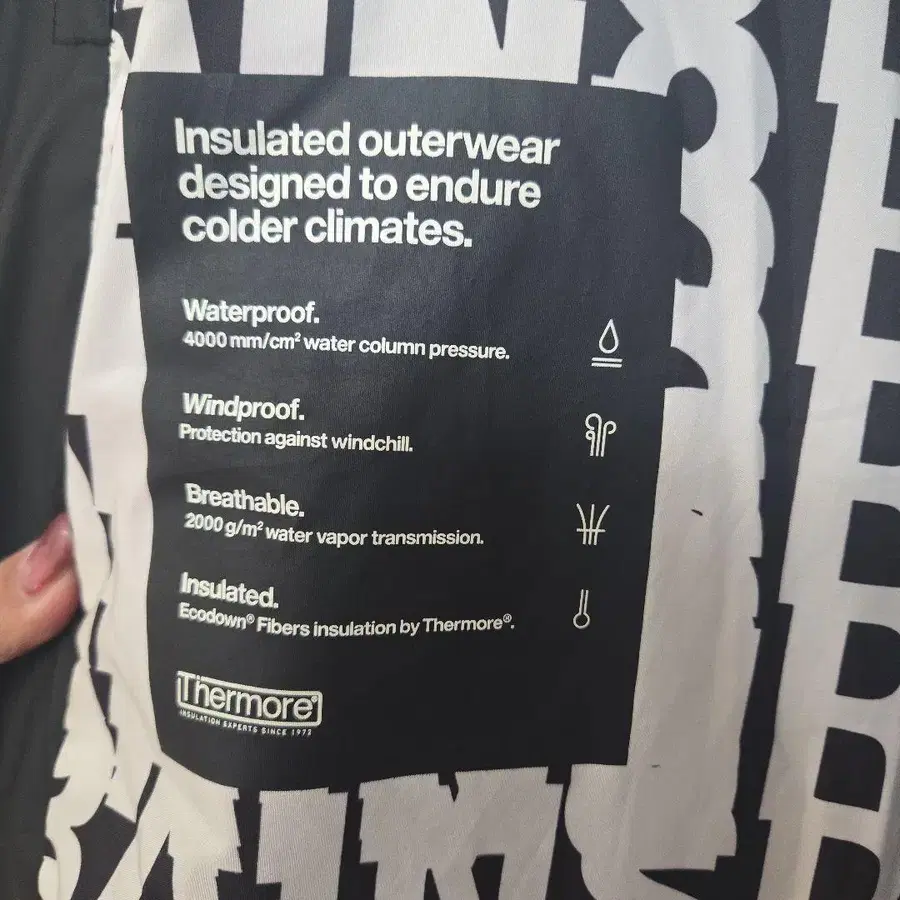 Insulated outerwear
designed to endure
colder climates.
Waterproof.
4000 mm/cm² water column pressure.
Windproof.
Protection against windchill.
Breathable.
2000 g/m² water vapor transmission.
Insulated.
Ecodown® Fibers insulation by Thermore®.
Thermore®
INSULATION EXPERTS SINCE 1972